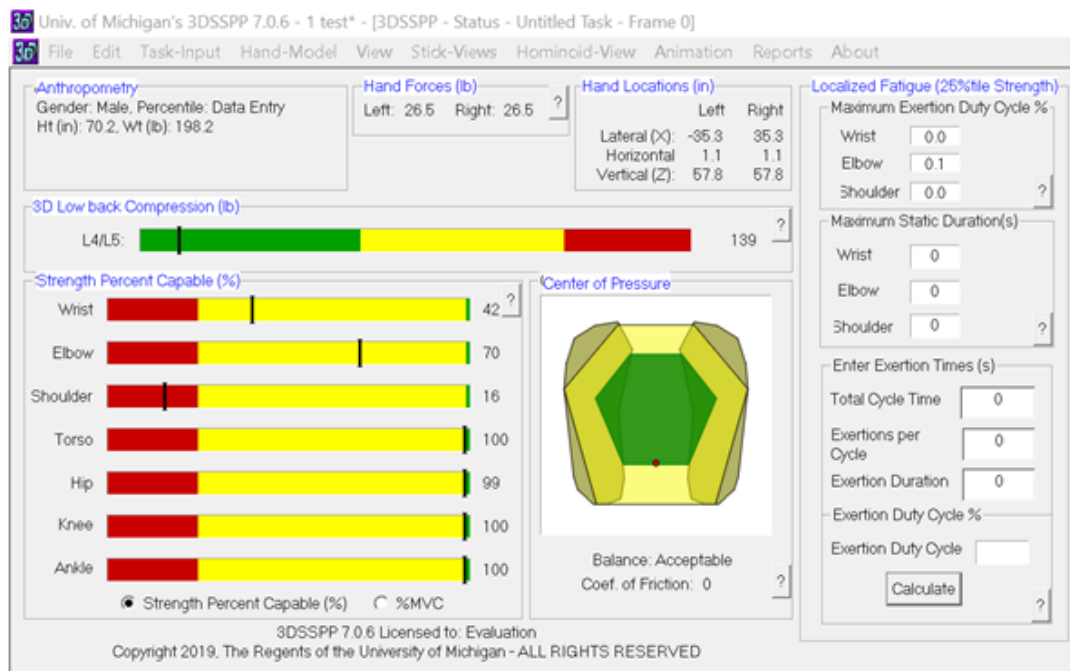 Univ. of Michigan's 3DSSPP 7.0.6 - 1 test* - [3DSSPP - Status - Untitled Task - Frame 0]
File Edit Task-Input Hand-Model View Stick-Views Hominoid-View Animation Reports About
Anthropometry
Gender: Male, Percentile: Data Entry
Ht (in): 70.2, Wt (lb): 198.2
Hand Forces (lb)
Left: 26.5 Right: 26.5 ?
Hand Locations (in)
Left Right
Lateral (X): -35.3 35.3
Horizontal 1.1 1.1
Vertical (Z): 57.8 57.8
3D Low back Compression (lb)
L4/L5: 139 ?
Strength Percent Capable (%)
Wrist 42 ?
Elbow 70
Shoulder 16
Torso 100
Hip 99
Knee 100
Ankle 100
Strength Percent Capable (%) %MVC
Center of Pressure
Balance: Acceptable
Coef. of Friction: 0 ?
Localized Fatigue (25%tile Strength)
Maximum Exertion Duty Cycle %
Wrist 0.0
Elbow 0.1
Shoulder 0.0 ?
Maximum Static Duration(s)
Wrist 0
Elbow 0
Shoulder 0 ?
Enter Exertion Times (s)
Total Cycle Time 0
Exertions per
Cycle 0
Exertion Duration 0
Exertion Duty Cycle %
Exertion Duty Cycle
Calculate ?
3DSSPP 7.0.6 Licensed to: Evaluation
Copyright 2019, The Regents of the University of Michigan - ALL RIGHTS RESERVED